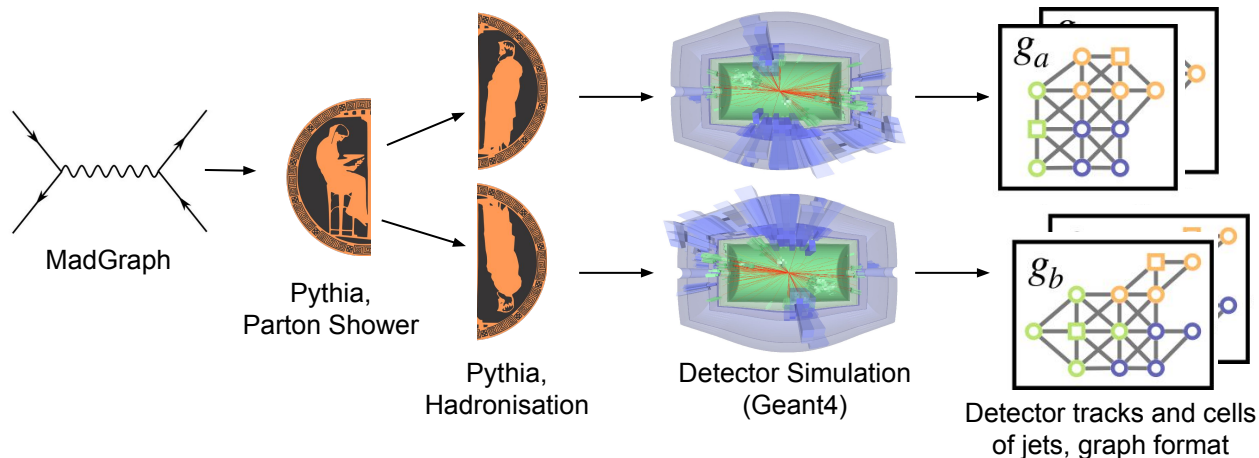 g_a
MadGraph
Pythia,
Parton Shower
Pythia,
Hadronisation
Detector Simulation
(Geant4)
g_b
Detector tracks and cells
of jets, graph format